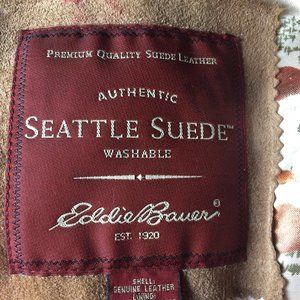 PREMIUM QUALITY SUEDE LEATHER
AUTHENTIC
SEATTLE SUEDE™
WASHABLE
Eddie Bauer®
EST. 1920
SHELL:
GENUINE LEATHER
LINING: